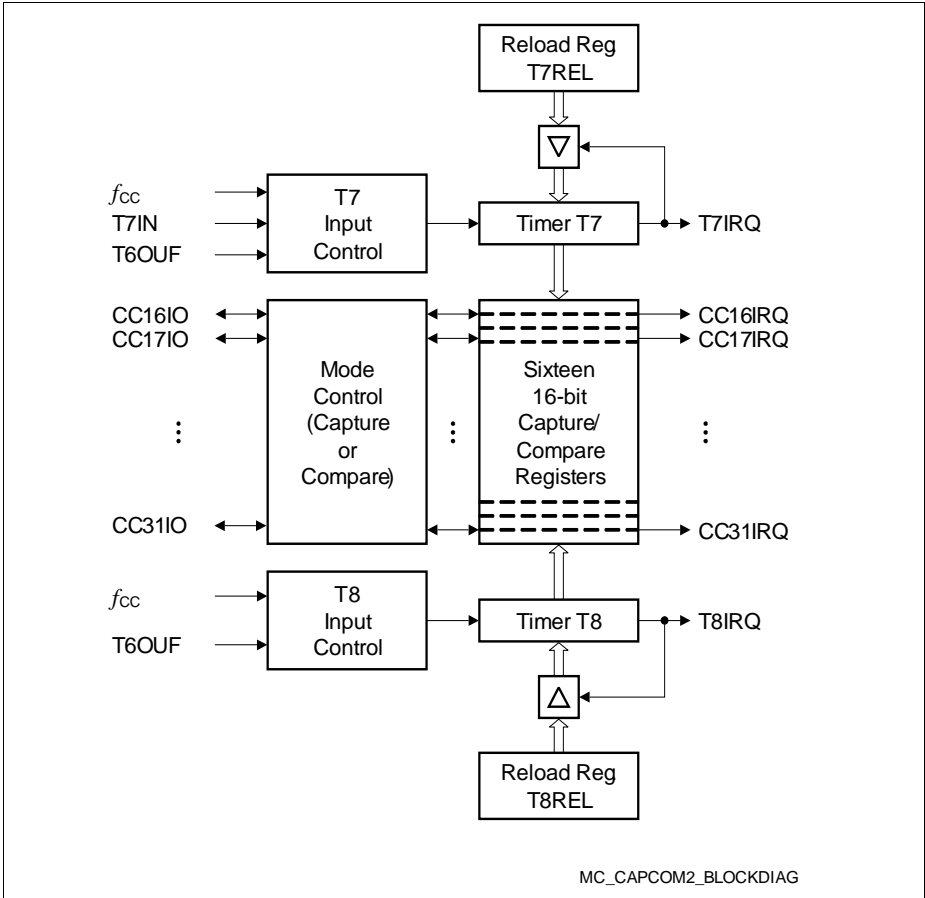 Reload Reg.
T7REL
fCC
T7IN
T6OUF
T7
Input
Control
Timer T7
T7IRQ
CC16IO
CC17IO
CC31IO
Mode
Control
(Capture
or
Compare)
Sixteen
16-bit
Capture/
Compare
Registers
CC16IRQ
CC17IRQ
CC31IRQ
fCC
T6OUF
T8
Input
Control
Timer T8
T8IRQ
Reload Reg.
T8REL
MC_CAPCOM2_BLOCKDIAG